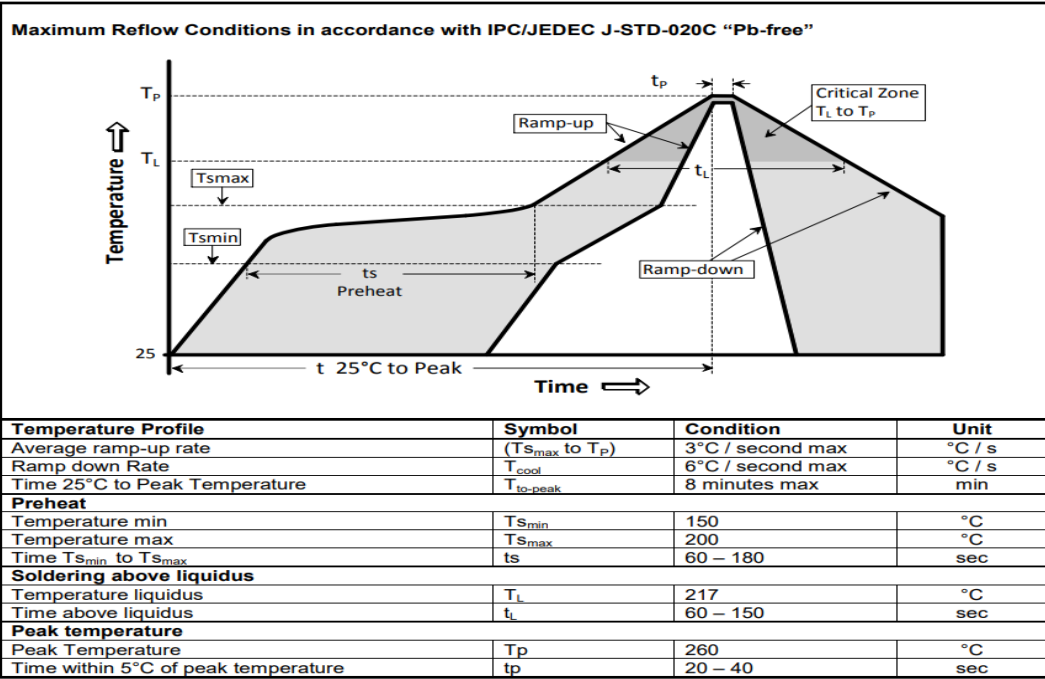 Maximum Reflow Conditions in accordance with IPC/JEDEC J-STD-020C “Pb-free”
tP
TP
Critical Zone
TL to TP
Ramp-up
TL
Tsmax
tL
Temperature
Tsmin
Ramp-down
ts
Preheat
25
t 25°C to Peak
Time
Temperature Profile Symbol Condition Unit
Average ramp-up rate (Tsmax to TP) 3°C / second max °C / s
Ramp down Rate Tcool 6°C / second max °C / s
Time 25°C to Peak Temperature Tto-peak 8 minutes max min
Preheat
Temperature min Tsmin 150 °C
Temperature max Tsmax 200 °C
Time Tsmin to Tsmax ts 60 – 180 sec
Soldering above liquidus
Temperature liquidus TL 217 °C
Time above liquidus tL 60 – 150 sec
Peak temperature
Peak Temperature Tp 260 °C
Time within 5°C of peak temperature tp 20 – 40 sec